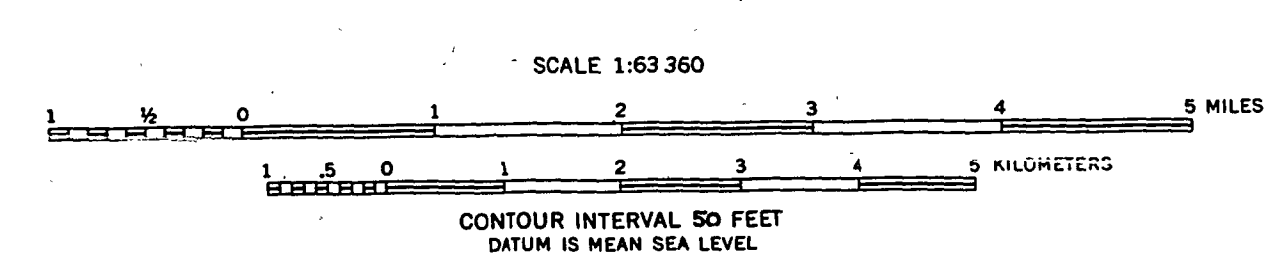 SCALE 1:63 360
1 ½ 0 1 2 3 4 5 MILES
1 .5 0 1 2 3 4 5 KILOMETERS
CONTOUR INTERVAL 50 FEET
DATUM IS MEAN SEA LEVEL